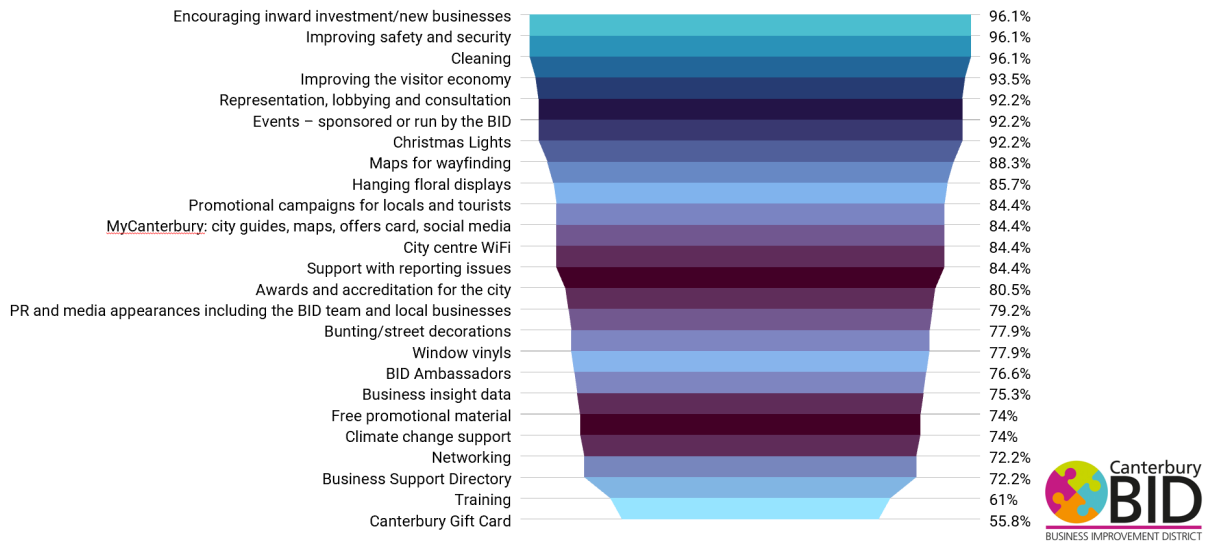 Encouraging inward investment/new businesses 96.1%
Improving safety and security 96.1%
Cleaning 96.1%
Improving the visitor economy 93.5%
Representation, lobbying and consultation 92.2%
Events – sponsored or run by the BID 92.2%
Christmas Lights 92.2%
Maps for wayfinding 88.3%
Hanging floral displays 85.7%
Promotional campaigns for locals and tourists 84.4%
MyCanterbury: city guides, maps, offers card, social media 84.4%
City centre WiFi 84.4%
Support with reporting issues 84.4%
Awards and accreditation for the city 80.5%
PR and media appearances including the BID team and local businesses 79.2%
Bunting/street decorations 77.9%
Window vinyls 77.9%
BID Ambassadors 76.6%
Business insight data 75.3%
Free promotional material 74%
Climate change support 74%
Networking 72.2%
Business Support Directory 72.2%
Training 61%
Canterbury Gift Card 55.8%
Canterbury
BID
BUSINESS IMPROVEMENT DISTRICT